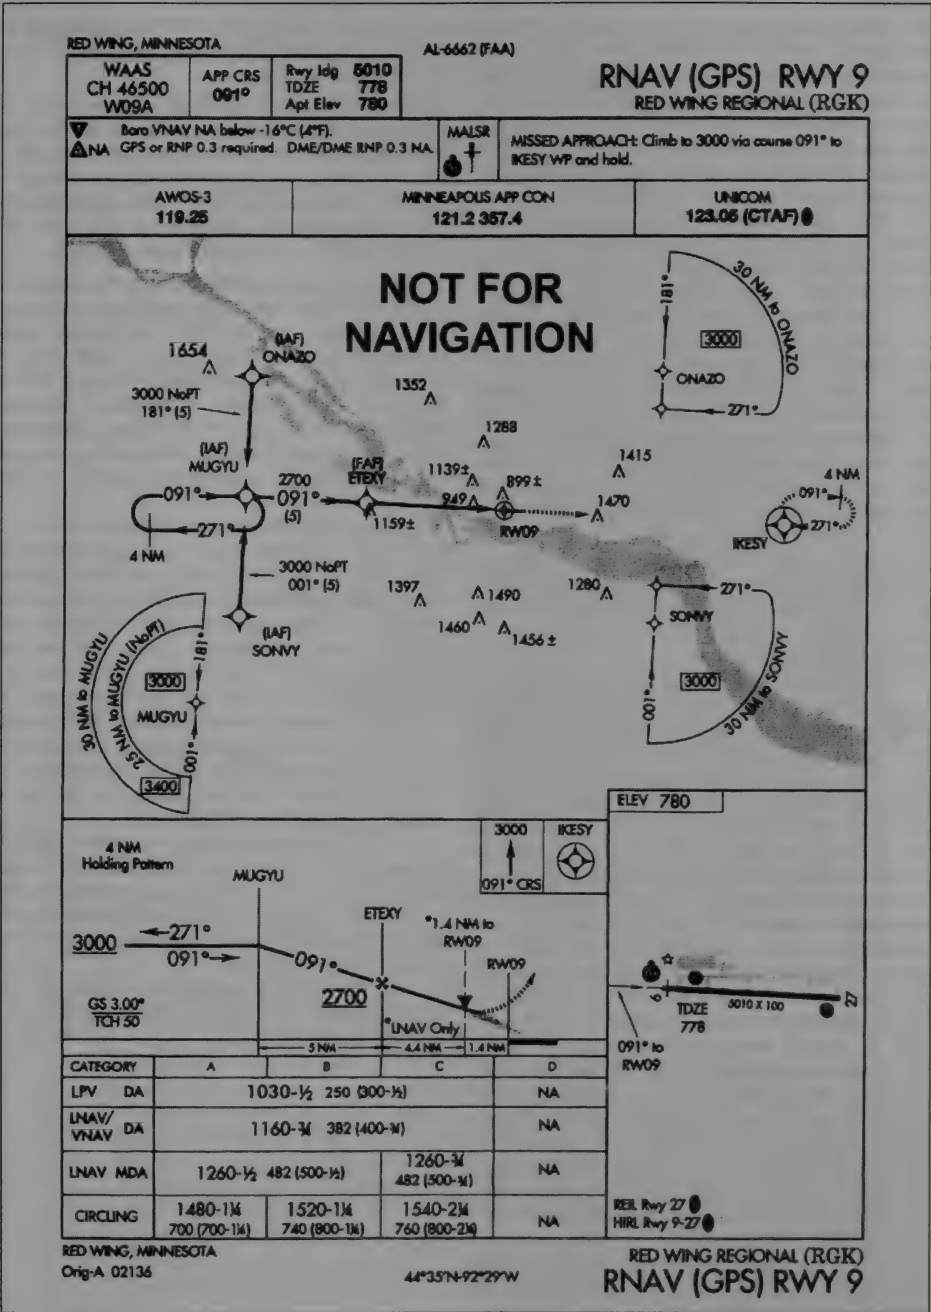 RED WING, MINNESOTA
AL-6662 (FAA)
WAAS
CH 46500
W09A
APP CRS
091°
Rwy ldg 5010
TDZE 778
Apt Elev 780
RNAV (GPS) RWY 9
RED WING REGIONAL (RGK)
Baro VNAV NA below -16°C (4°F).
NA GPS or RNP 0.3 required. DME/DME RNP 0.3 NA.
MALSR
MISSED APPROACH: Climb to 3000 via course 091° to
IKESY WP and hold.
AWOS-3
119.25
MINNEAPOLIS APP CON
121.2 357.4
UNICOM
123.05 (CTAF)
NOT FOR
NAVIGATION
30 NM to ONAZO
181°
3000
ONAZO
271°
1654
(IAF)
ONAZO
3000 NoPT
181° (5)
1352
1288
1415
(IAF)
MUGYU
2700
091°
091°
(5)
271°
4 NM
(FAF)
ETEXY
1159±
1139±
949
899±
RW09
1470
4 NM
091°
271°
IKESY
3000 NoPT
001° (5)
(IAF)
SONVY
1397
1490
1460
1456±
1280
271°
SONVY
3000
001°
30 NM to SONVY
30 NM to MUGYU
25 NM to MUGYU (NoPT)
181°
3000
MUGYU
001°
3400
4 NM
Holding Pattern
MUGYU
3000
091° CRS
IKESY
ETEXY
*1.4 NM to
RW09
RW09
3000
271°
091°
091°
2700
GS 3.00°
TCH 50
*LNAV Only
5 NM
4.4 NM
1.4 NM
ELEV 780
9
TDZE
778
5010 X 100
27
091° to
RW09
REIL Rwy 27
HIRL Rwy 9-27
CATEGORY A B C D
LPV DA 1030-½ 250 (300-½) NA
LNAV/
VNAV DA 1160-¾ 382 (400-¾) NA
LNAV MDA 1260-½ 482 (500-½) 1260-¾
482 (500-¾) NA
CIRCLING 1480-1¼ 1520-1¼ 1540-2¼ NA
700 (700-1¼) 740 (800-1¼) 760 (800-2¼)
RED WING, MINNESOTA
Orig-A 02136
44°35'N-92°29'W
RED WING REGIONAL (RGK)
RNAV (GPS) RWY 9